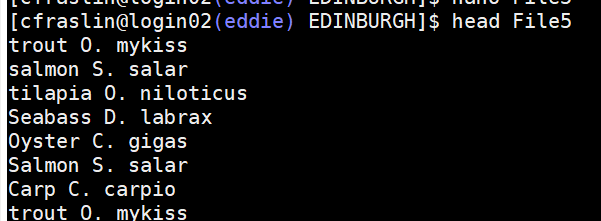 [cfraslin@login02(eddie) EDINBURGH]$ nano File5
[cfraslin@login02(eddie) EDINBURGH]$ head File5
trout O. mykiss
salmon S. salar
tilapia O. niloticus
Seabass D. labrax
Oyster C. gigas
Salmon S. salar
Carp C. carpio
trout O. mykiss